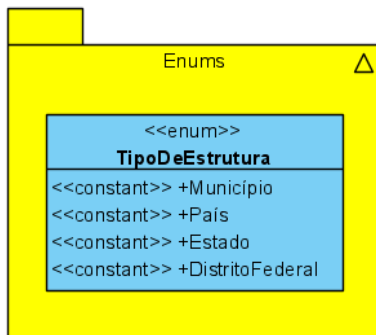 Enums
<<enum>>
TipoDeEstrutura
<<constant>> +Município
<<constant>> +País
<<constant>> +Estado
<<constant>> +DistritoFederal